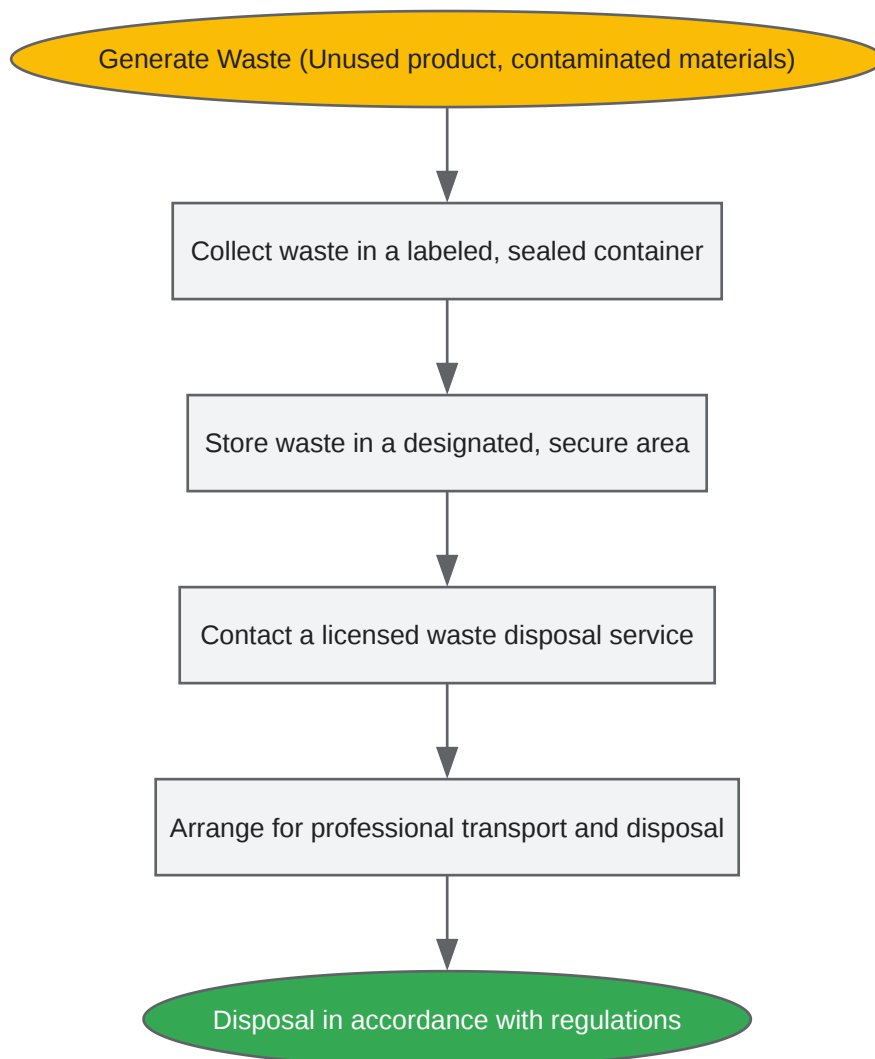 Generate Waste (Unused product, contaminated materials)
Collect waste in a labeled, sealed container
Store waste in a designated, secure area
Contact a licensed waste disposal service
Arrange for professional transport and disposal
Disposal in accordance with regulations